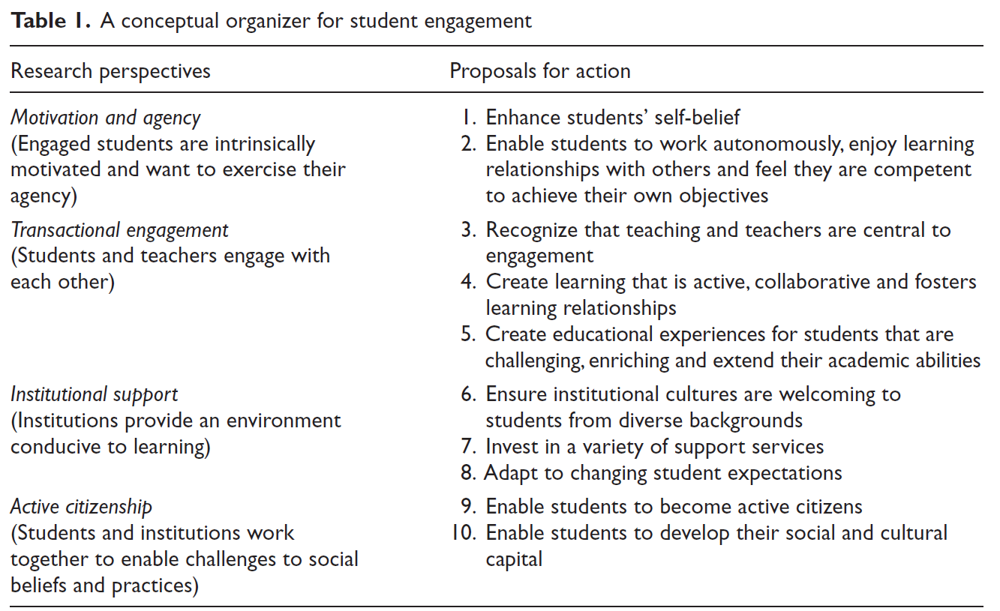 Table 1. A conceptual organizer for student engagement
Research perspectives Proposals for action
Motivation and agency
(Engaged students are intrinsically
motivated and want to exercise their
agency)
1. Enhance students’ self-belief
2. Enable students to work autonomously, enjoy learning
relationships with others and feel they are competent
to achieve their own objectives
Transactional engagement
(Students and teachers engage with
each other)
3. Recognize that teaching and teachers are central to
engagement
4. Create learning that is active, collaborative and fosters
learning relationships
5. Create educational experiences for students that are
challenging, enriching and extend their academic abilities
Institutional support
(Institutions provide an environment
conducive to learning)
6. Ensure institutional cultures are welcoming to
students from diverse backgrounds
7. Invest in a variety of support services
8. Adapt to changing student expectations
Active citizenship
(Students and institutions work
together to enable challenges to social
beliefs and practices)
9. Enable students to become active citizens
10. Enable students to develop their social and cultural
capital